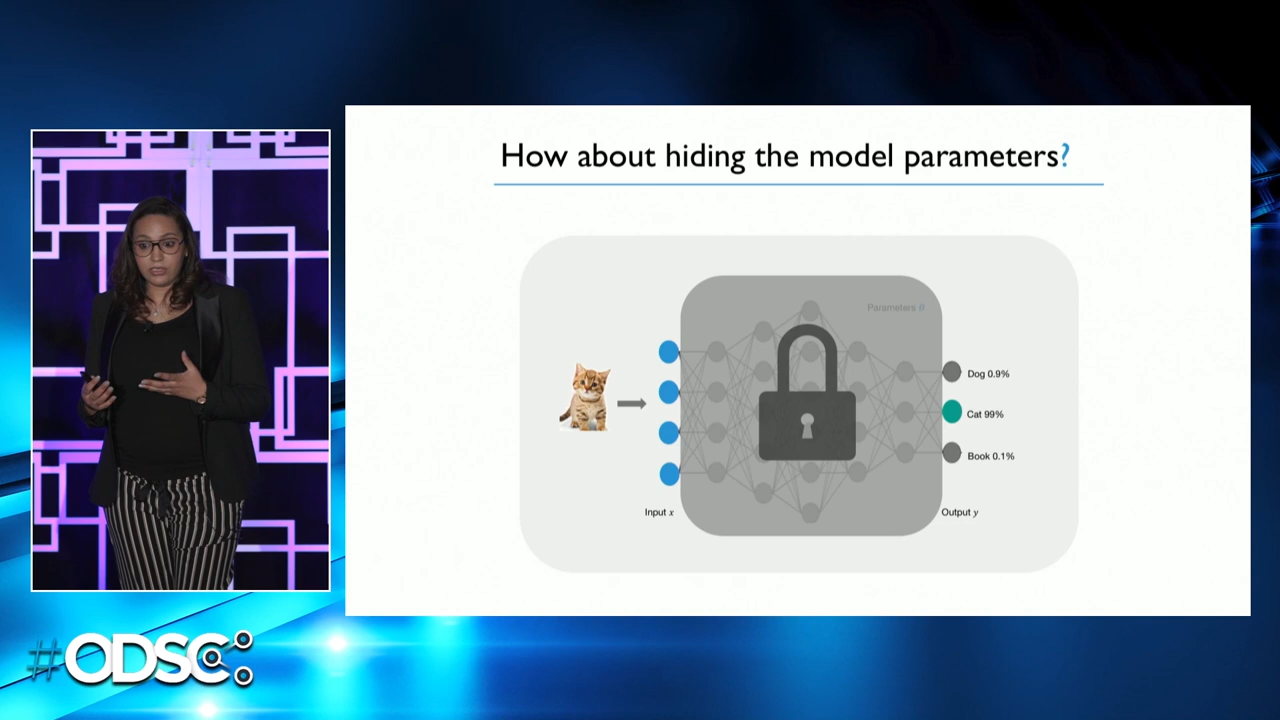 How about hiding the model parameters?
Parameters θ
Dog 0.9%
Cat 99%
Book 0.1%
Input x
Output y
#ODSC